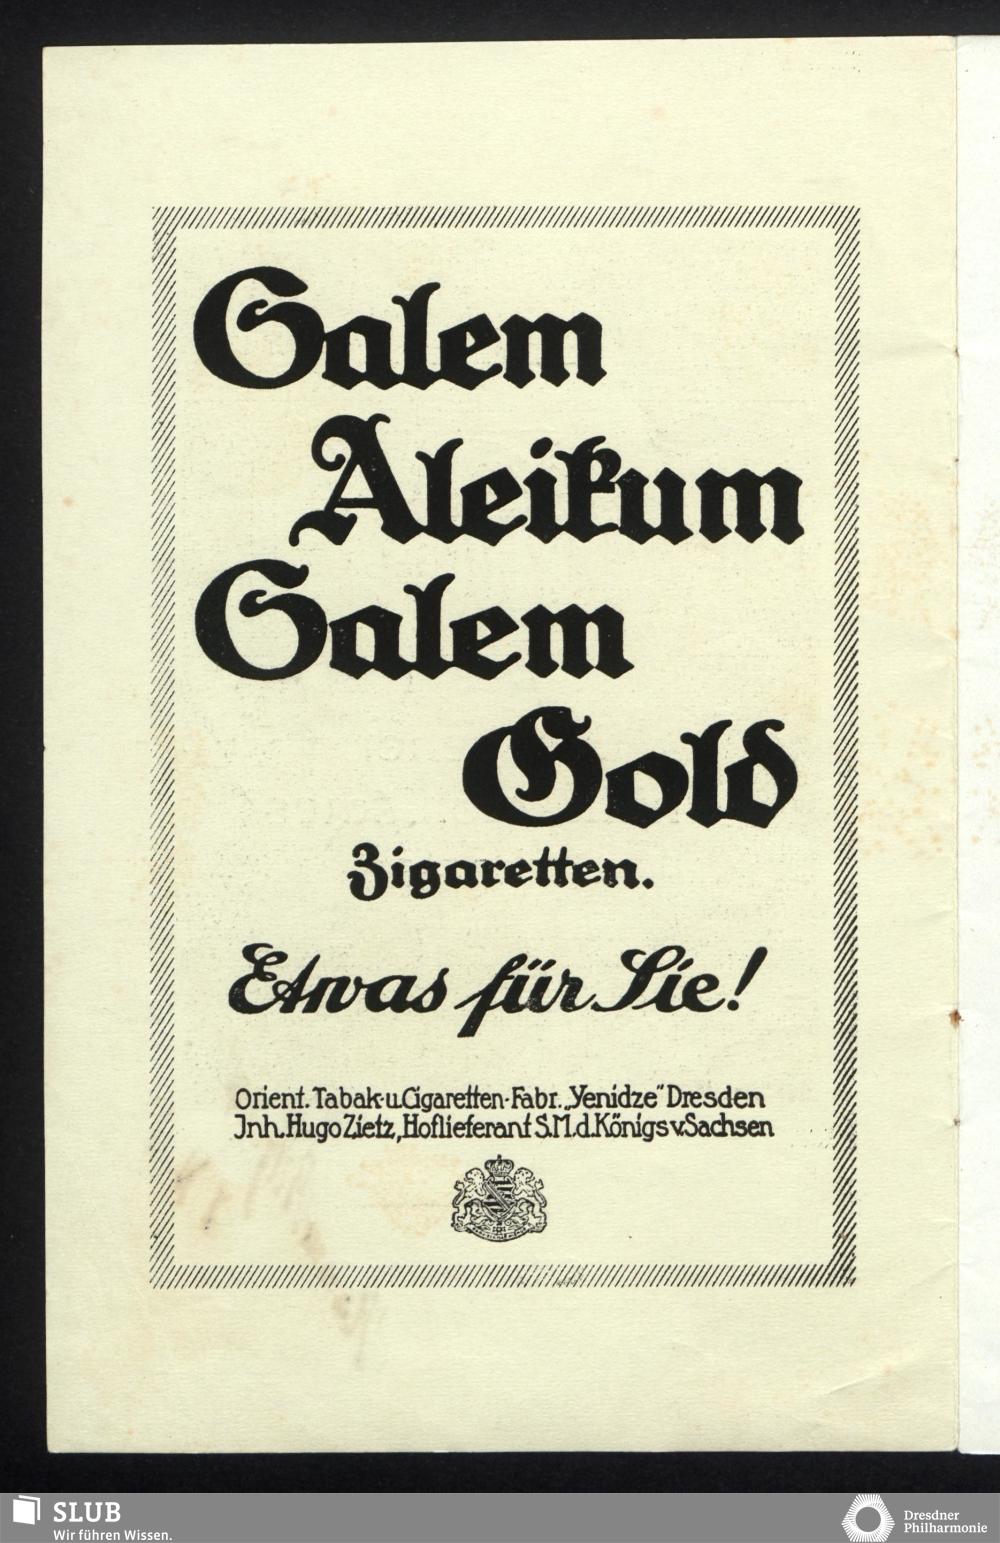 Salem
Aleikum
Salem
Gold
Zigaretten.
Etwas für Sie!
Orient. Tabak- u. Cigaretten-Fabr. „Yenidze” Dresden
Jnh. Hugo Zietz, Hoflieferant S.M.d. Königs v. Sachsen
SLUB
Wir führen Wissen.
Dresdner
Philharmonie